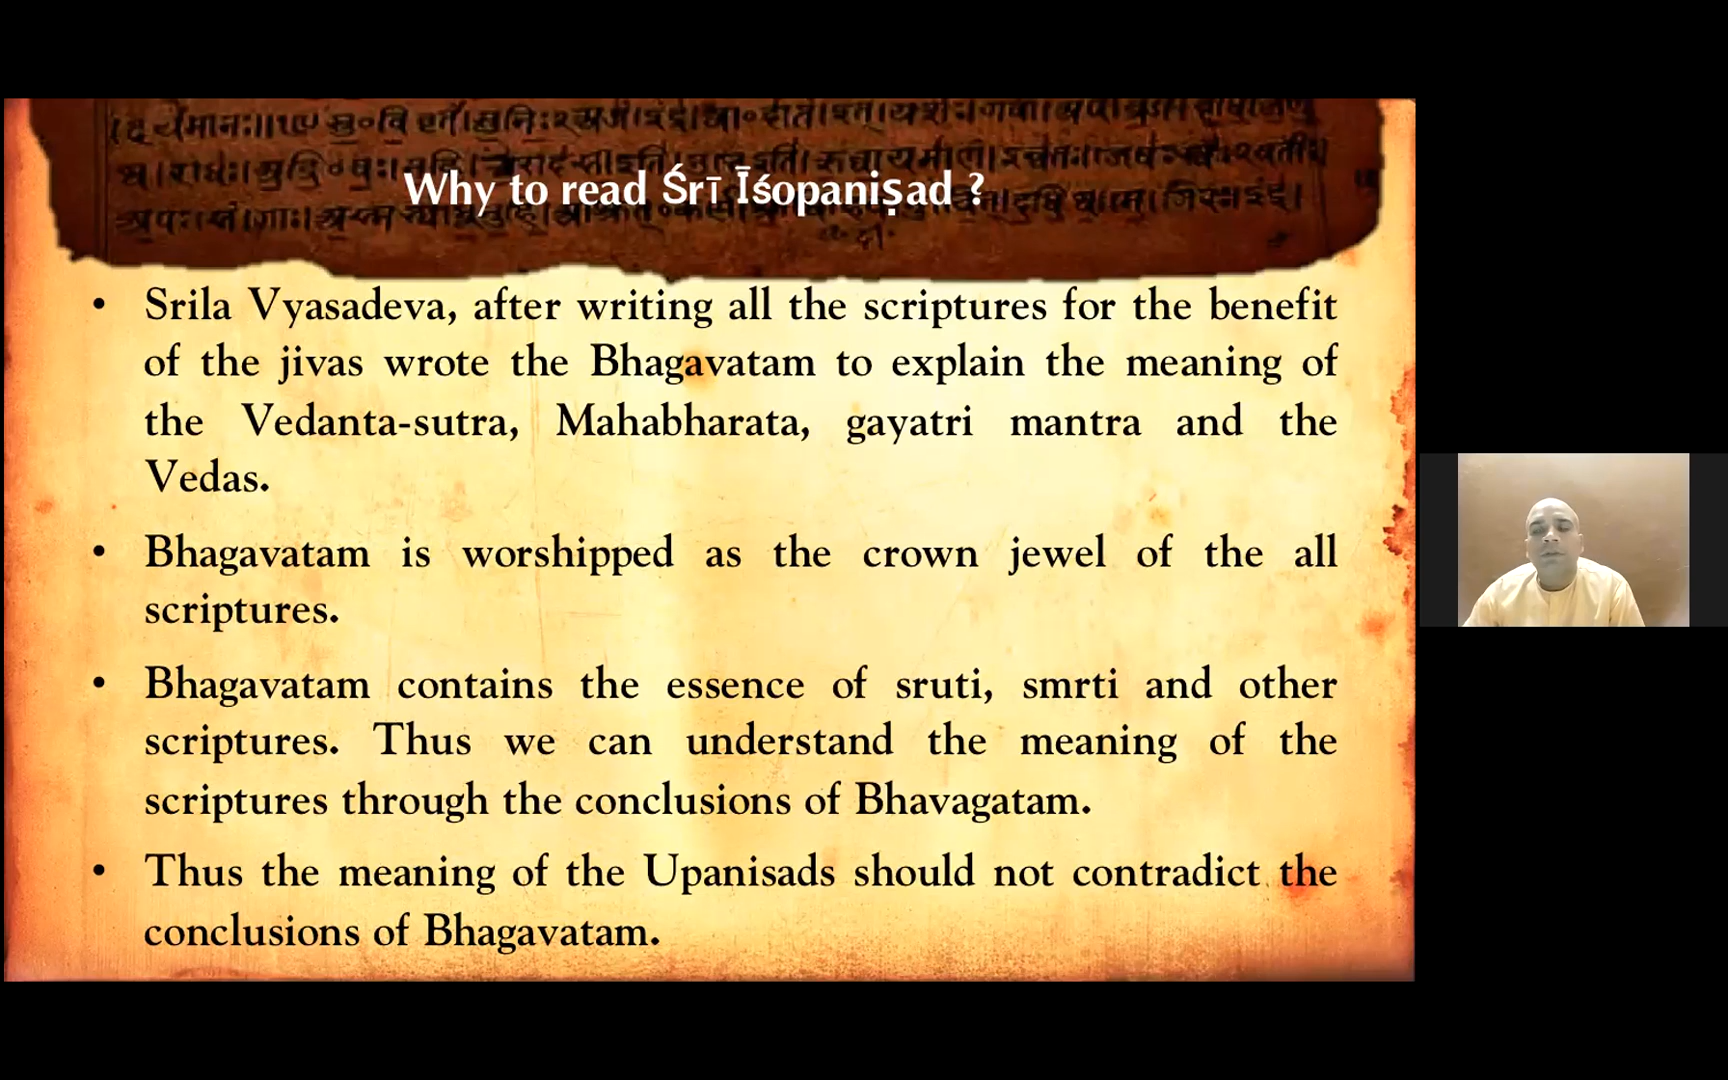 Why to read Śrī Īśopaniṣad ?
• Srila Vyasadeva, after writing all the scriptures for the benefit
of the jivas wrote the Bhagavatam to explain the meaning of
the Vedanta-sutra, Mahabharata, gayatri mantra and the
Vedas.
• Bhagavatam is worshipped as the crown jewel of the all
scriptures.
• Bhagavatam contains the essence of sruti, smrti and other
scriptures. Thus we can understand the meaning of the
scriptures through the conclusions of Bhavagatam.
• Thus the meaning of the Upanisads should not contradict the
conclusions of Bhagavatam.